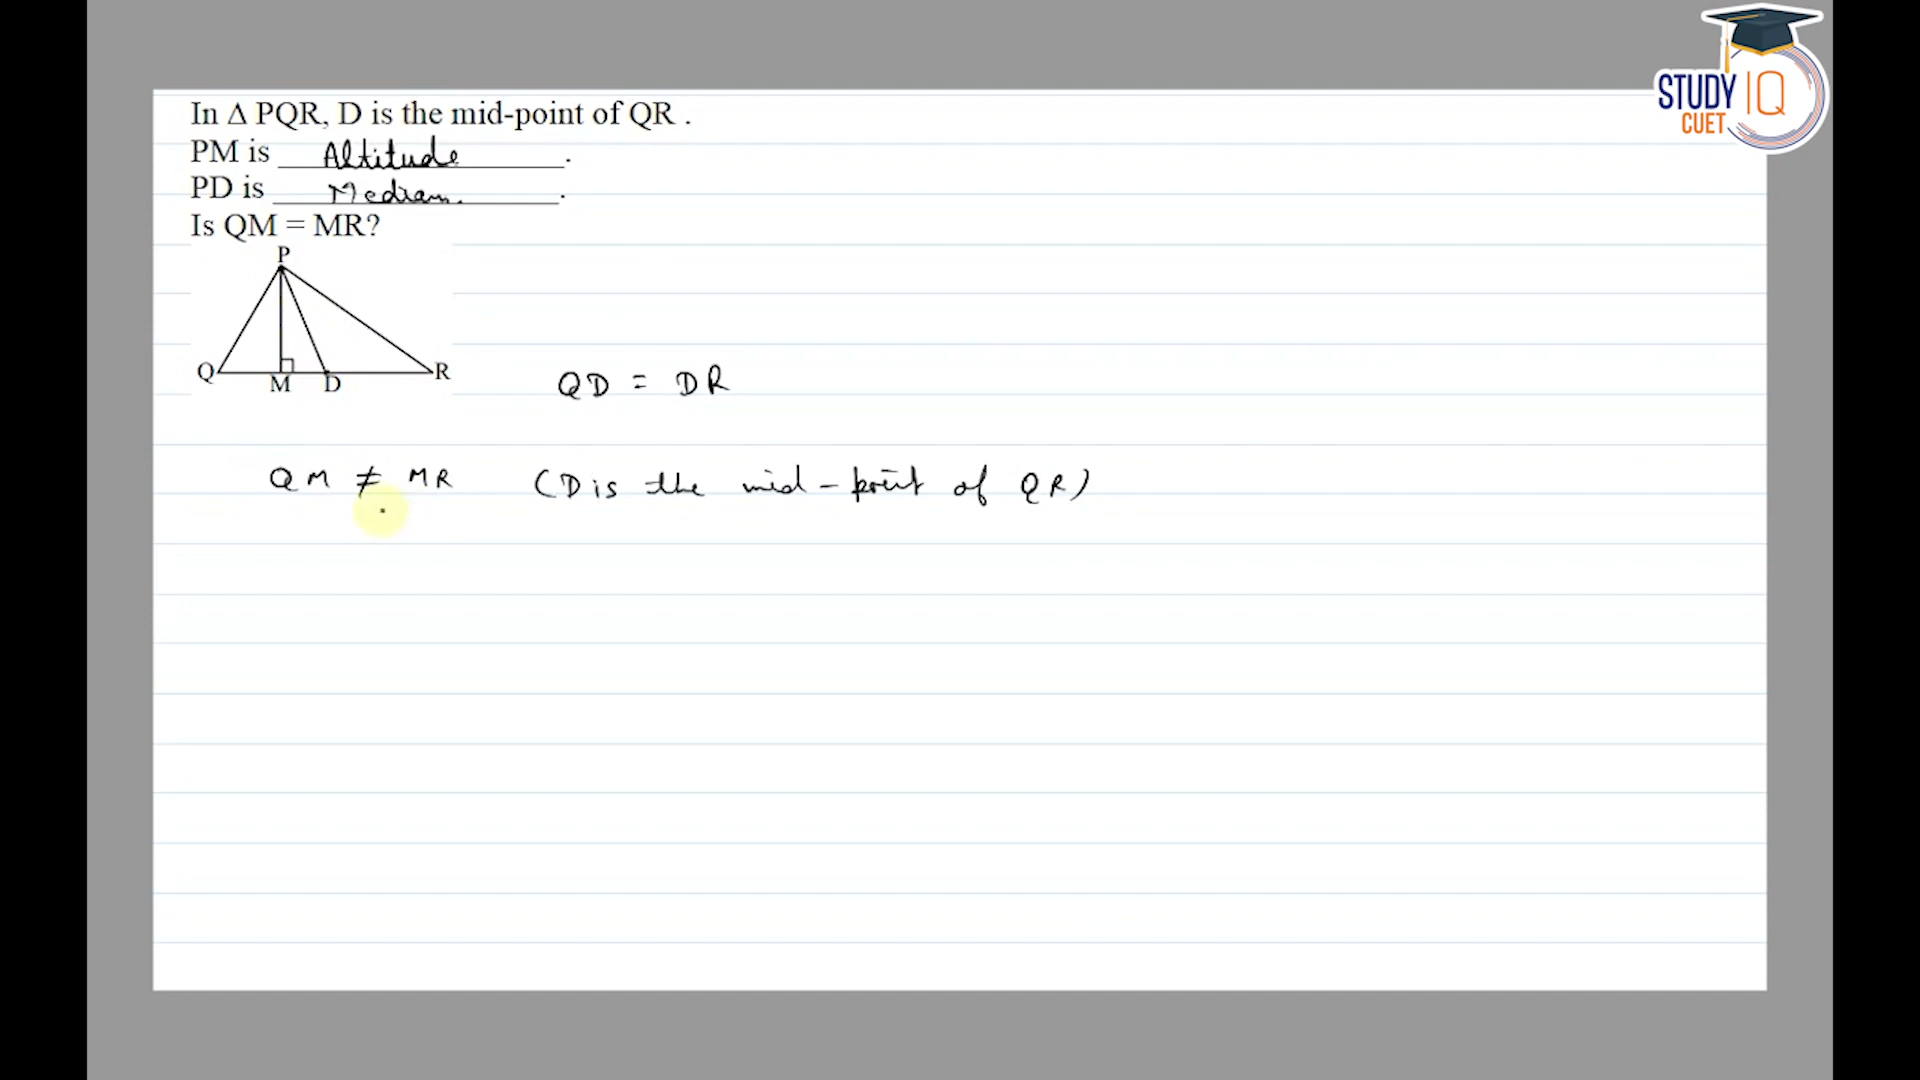 In Δ PQR, D is the mid-point of QR .
PM is Altitude .
PD is Median. .
Is QM = MR?
P
Q M D R
QD = DR
QM ≠ MR (D is the mid-point of QR)
STUDY IQ
CUET